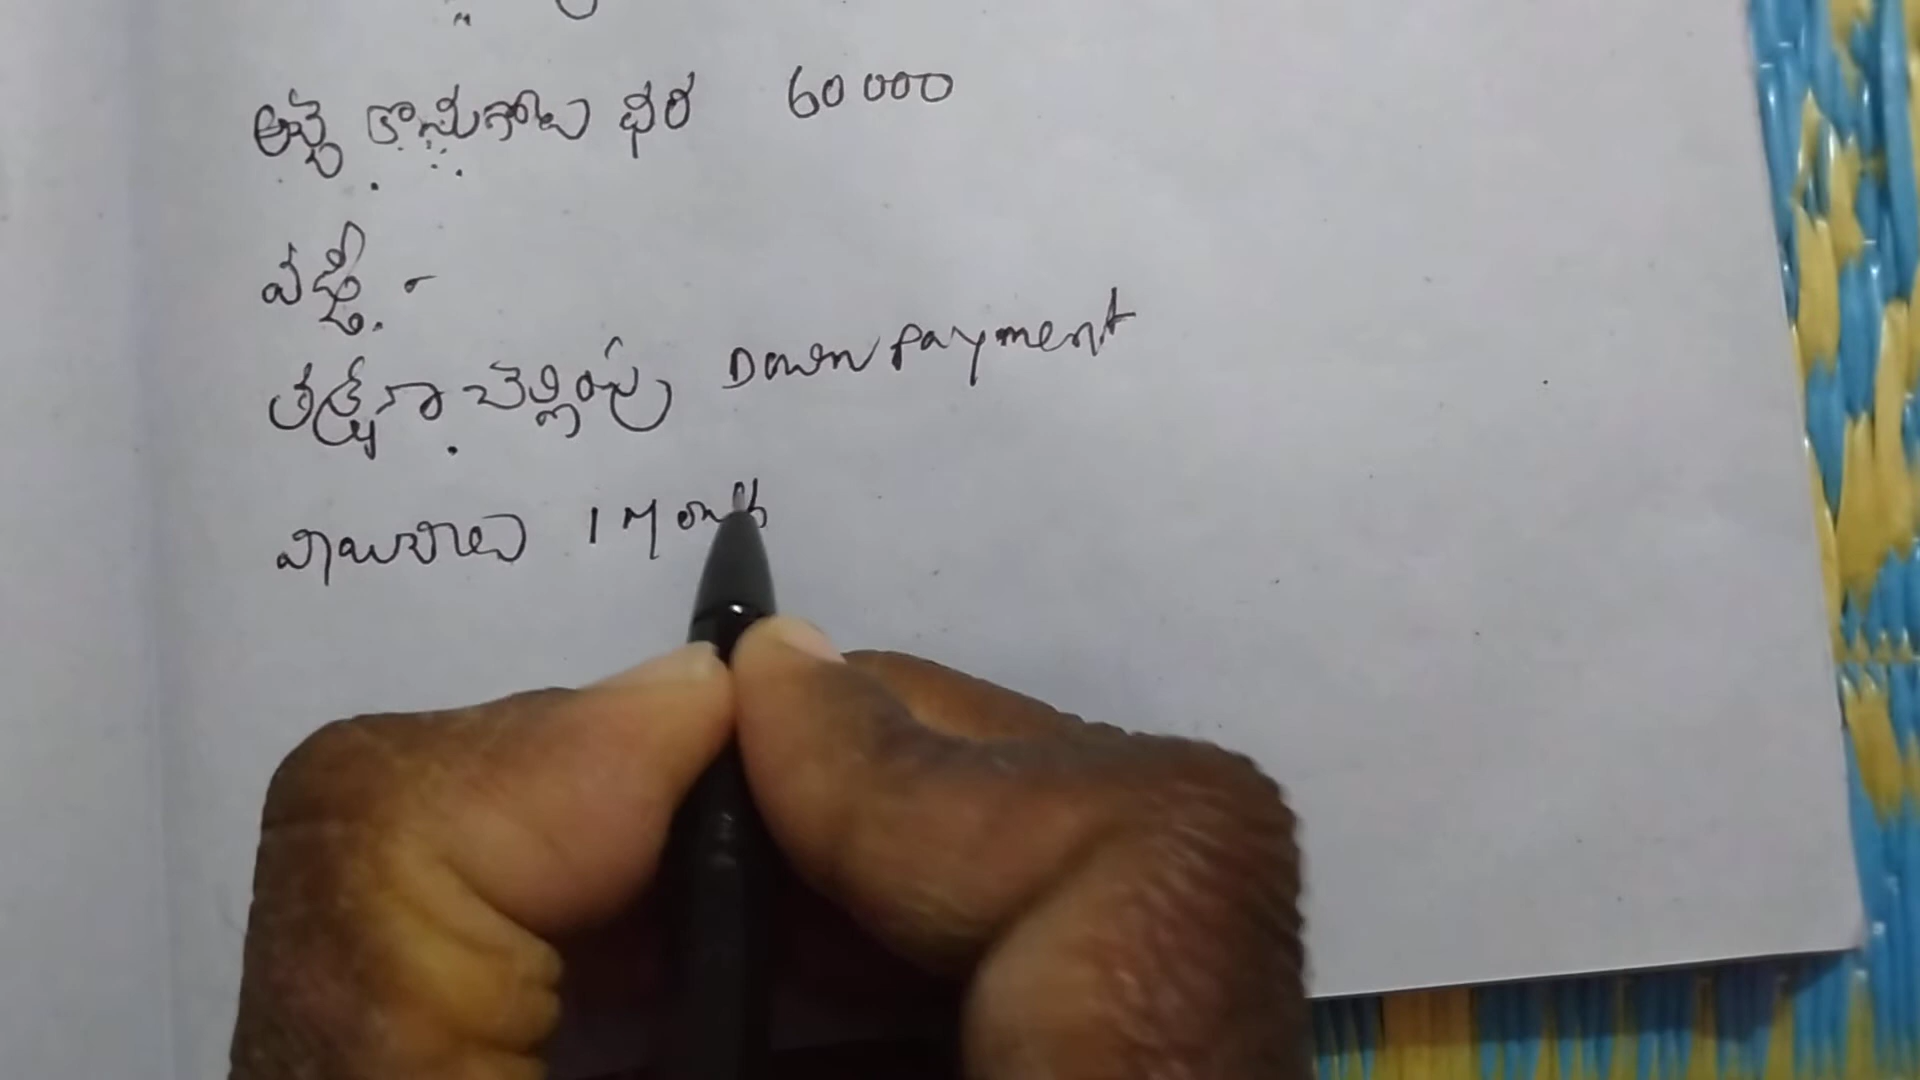 అప్పై కొనుగోలు ధర 60000
వడ్డీ -
తక్షణ చెల్లింపు Down payment
వాయిదాలు 1 Month